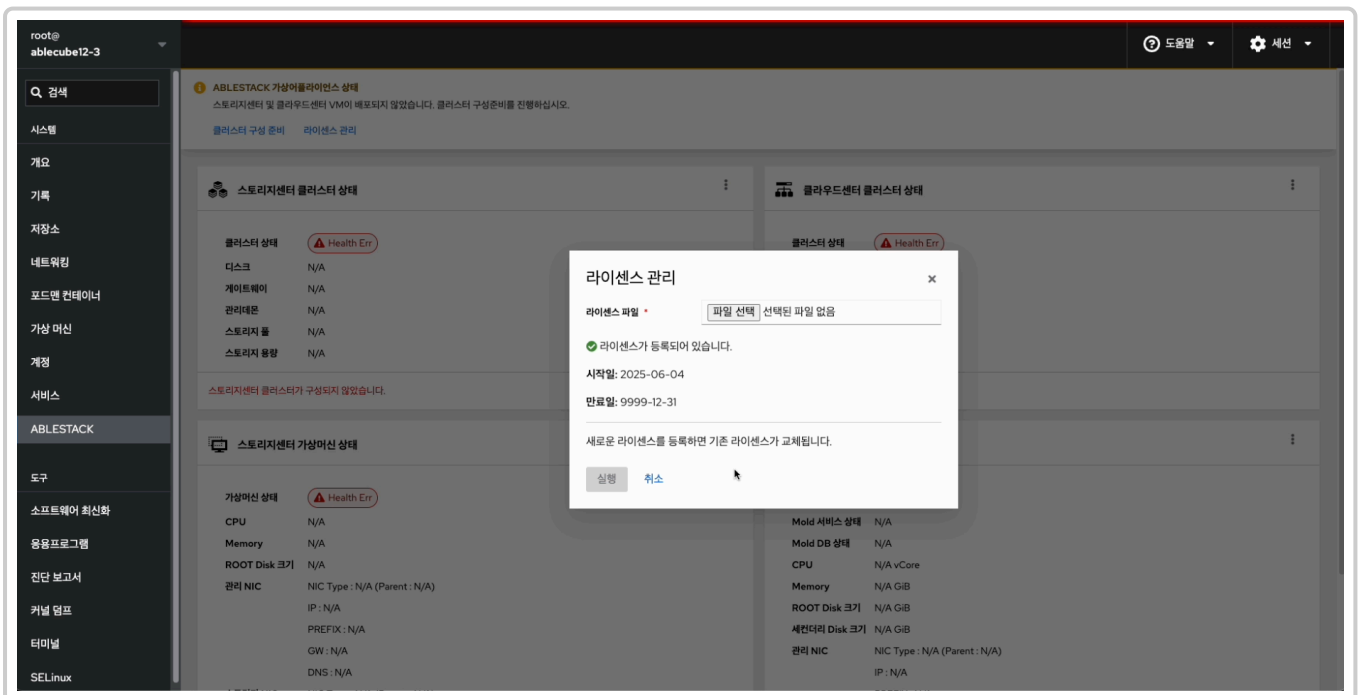 root@
ablecube12-3
도움말
세션
검색
시스템
개요
기록
저장소
네트워킹
포드맨 컨테이너
가상 머신
계정
서비스
ABLESTACK
도구
소프트웨어 최신화
응용프로그램
진단 보고서
커널 덤프
터미널
SELinux
ABLESTACK 가상어플라이언스 상태
스토리지센터 및 클라우드센터 VM이 배포되지 않았습니다. 클러스터 구성준비를 진행하십시오.
클러스터 구성 준비 라이센스 관리
스토리지센터 클러스터 상태
클러스터 상태 Health Err
디스크 N/A
게이트웨이 N/A
관리데몬 N/A
스토리지 풀 N/A
스토리지 용량 N/A
스토리지센터 클러스터가 구성되지 않았습니다.
클라우드센터 클러스터 상태
클러스터 상태 Health Err
라이센스 관리
라이센스 파일 * 파일 선택 선택된 파일 없음
라이센스가 등록되어 있습니다.
시작일: 2025-06-04
만료일: 9999-12-31
새로운 라이센스를 등록하면 기존 라이센스가 교체됩니다.
실행 취소
스토리지센터 가상머신 상태
가상머신 상태 Health Err
CPU N/A
Memory N/A
ROOT Disk 크기 N/A
관리 NIC NIC Type : N/A (Parent : N/A)
IP : N/A
PREFIX : N/A
GW : N/A
DNS : N/A
Mold 서비스 상태 N/A
Mold DB 상태 N/A
CPU N/A vCore
Memory N/A GiB
ROOT Disk 크기 N/A GiB
세컨더리 Disk 크기 N/A GiB
관리 NIC NIC Type : N/A (Parent : N/A)
IP : N/A